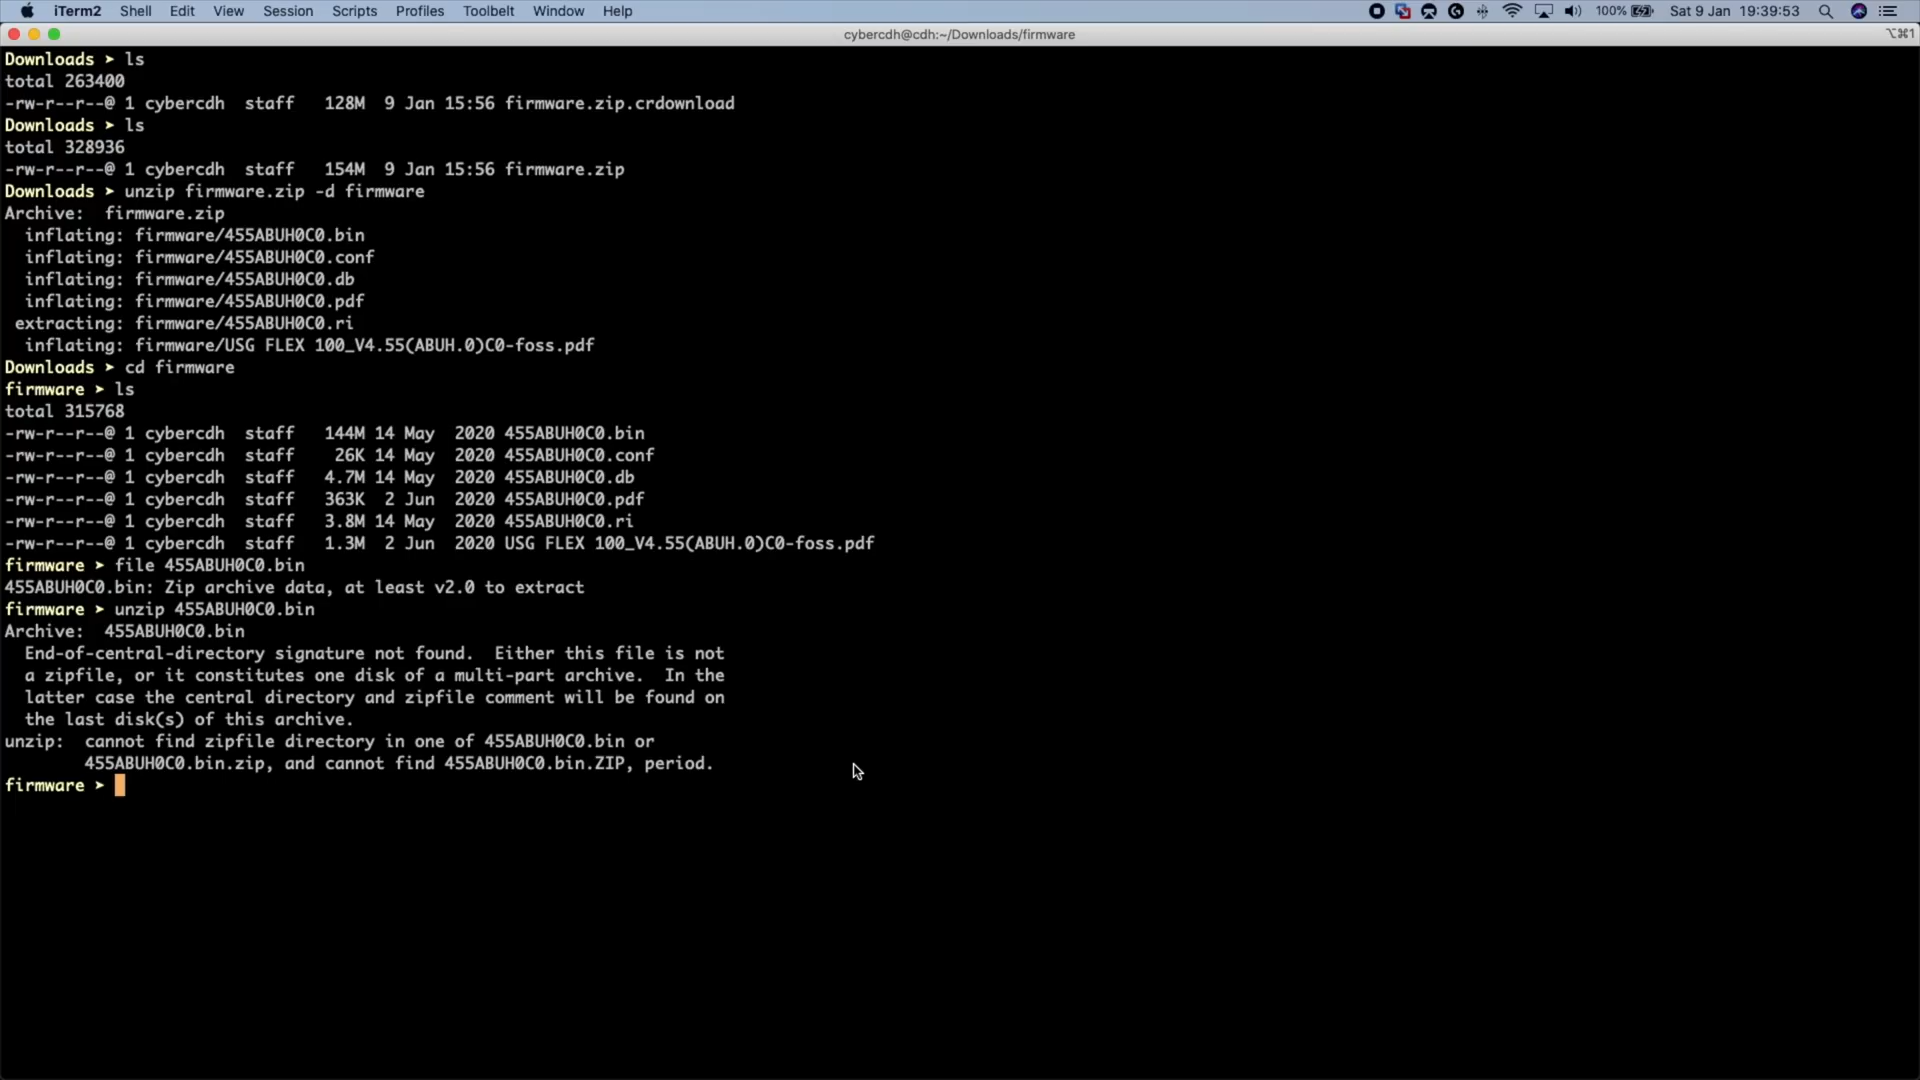 iTerm2 Shell Edit View Session Scripts Profiles Toolbelt Window Help 100% Sat 9 Jan 19:39:53
cybercdh@cdh:~/Downloads/firmware ⌥⌘1
Downloads ➤ ls
total 263400
-rw-r--r--@ 1 cybercdh  staff   128M  9 Jan 15:56 firmware.zip.crdownload
Downloads ➤ ls
total 328936
-rw-r--r--@ 1 cybercdh  staff   154M  9 Jan 15:56 firmware.zip
Downloads ➤ unzip firmware.zip -d firmware
Archive:  firmware.zip
  inflating: firmware/455ABUH0C0.bin
  inflating: firmware/455ABUH0C0.conf
  inflating: firmware/455ABUH0C0.db
  inflating: firmware/455ABUH0C0.pdf
 extracting: firmware/455ABUH0C0.ri
  inflating: firmware/USG FLEX 100_V4.55(ABUH.0)C0-foss.pdf
Downloads ➤ cd firmware
firmware ➤ ls
total 315768
-rw-r--r--@ 1 cybercdh  staff   144M 14 May  2020 455ABUH0C0.bin
-rw-r--r--@ 1 cybercdh  staff    26K 14 May  2020 455ABUH0C0.conf
-rw-r--r--@ 1 cybercdh  staff   4.7M 14 May  2020 455ABUH0C0.db
-rw-r--r--@ 1 cybercdh  staff   363K  2 Jun  2020 455ABUH0C0.pdf
-rw-r--r--@ 1 cybercdh  staff   3.8M 14 May  2020 455ABUH0C0.ri
-rw-r--r--@ 1 cybercdh  staff   1.3M  2 Jun  2020 USG FLEX 100_V4.55(ABUH.0)C0-foss.pdf
firmware ➤ file 455ABUH0C0.bin
455ABUH0C0.bin: Zip archive data, at least v2.0 to extract
firmware ➤ unzip 455ABUH0C0.bin
Archive:  455ABUH0C0.bin
  End-of-central-directory signature not found.  Either this file is not
  a zipfile, or it constitutes one disk of a multi-part archive.  In the
  latter case the central directory and zipfile comment will be found on
  the last disk(s) of this archive.
unzip:  cannot find zipfile directory in one of 455ABUH0C0.bin or
        455ABUH0C0.bin.zip, and cannot find 455ABUH0C0.bin.ZIP, period.
firmware ➤